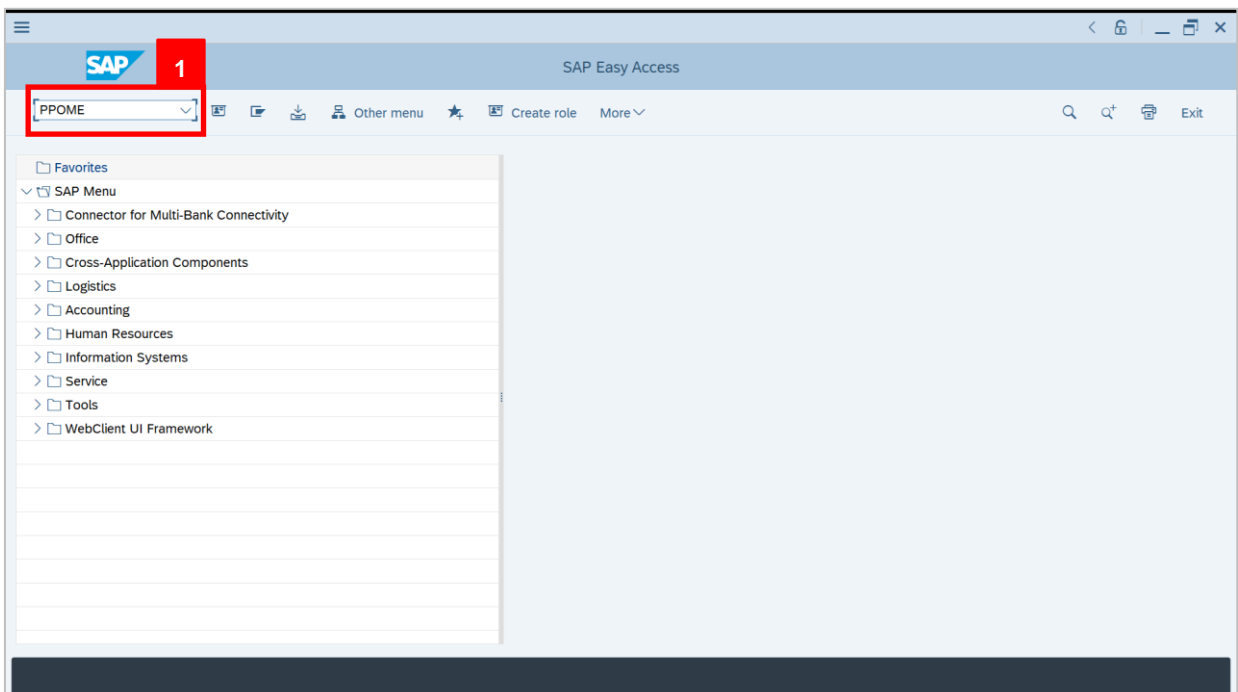 SAP
1
SAP Easy Access
PPOME
Other menu
Create role
More
Exit
Favorites
SAP Menu
Connector for Multi-Bank Connectivity
Office
Cross-Application Components
Logistics
Accounting
Human Resources
Information Systems
Service
Tools
WebClient UI Framework